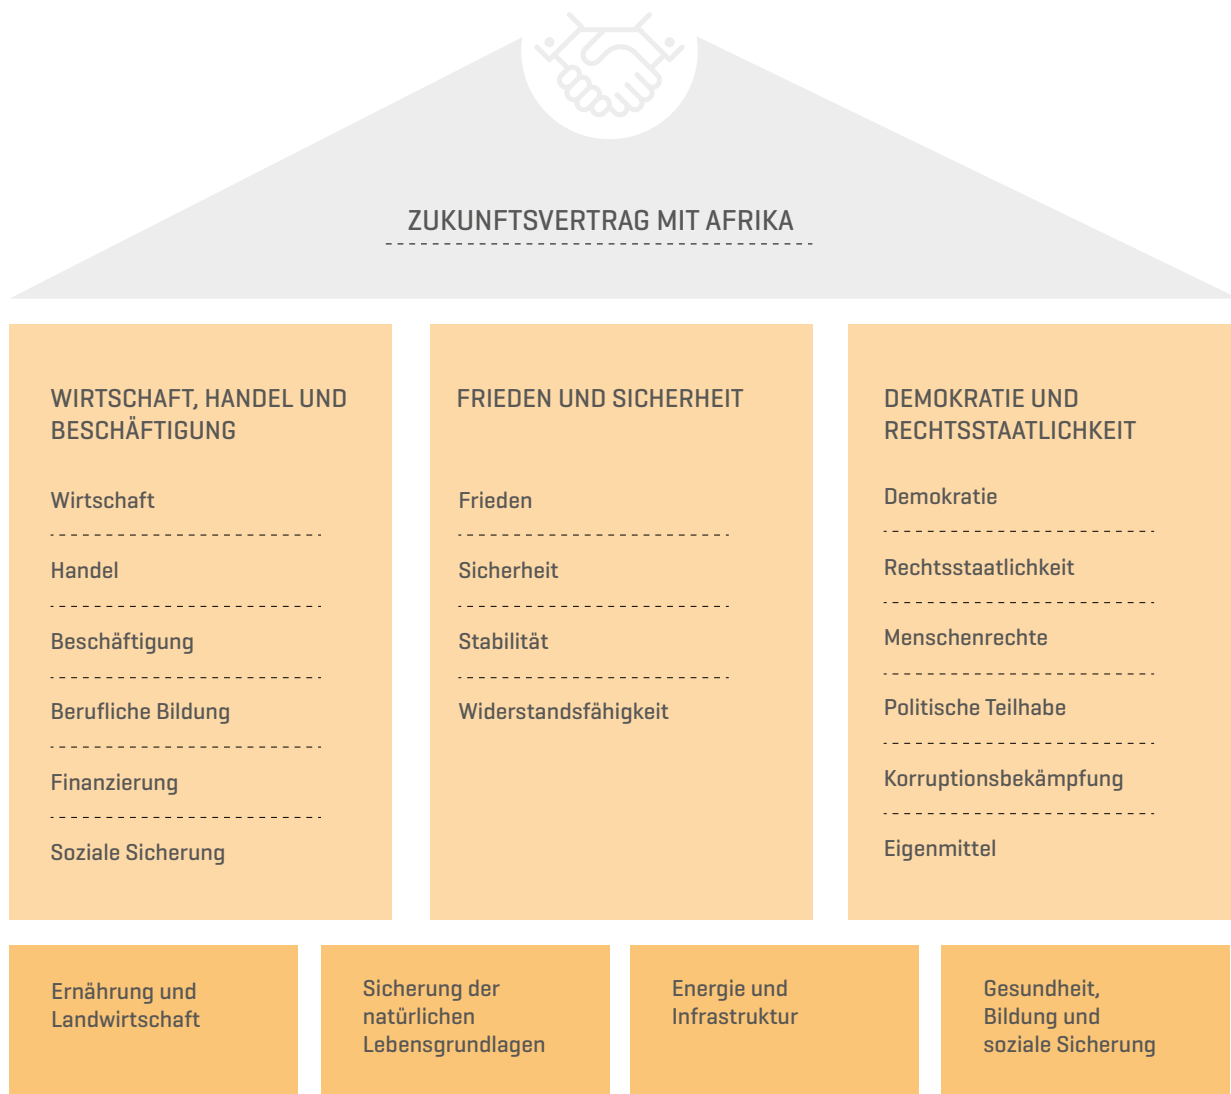 ZUKUNFTSVERTRAG MIT AFRIKA
WIRTSCHAFT, HANDEL UND
BESCHÄFTIGUNG
Wirtschaft
Handel
Beschäftigung
Berufliche Bildung
Finanzierung
Soziale Sicherung
FRIEDEN UND SICHERHEIT
Frieden
Sicherheit
Stabilität
Widerstandsfähigkeit
DEMOKRATIE UND
RECHTSSTAATLICHKEIT
Demokratie
Rechtsstaatlichkeit
Menschenrechte
Politische Teilhabe
Korruptionsbekämpfung
Eigenmittel
Ernährung und
Landwirtschaft
Sicherung der
natürlichen
Lebensgrundlagen
Energie und
Infrastruktur
Gesundheit,
Bildung und
soziale Sicherung